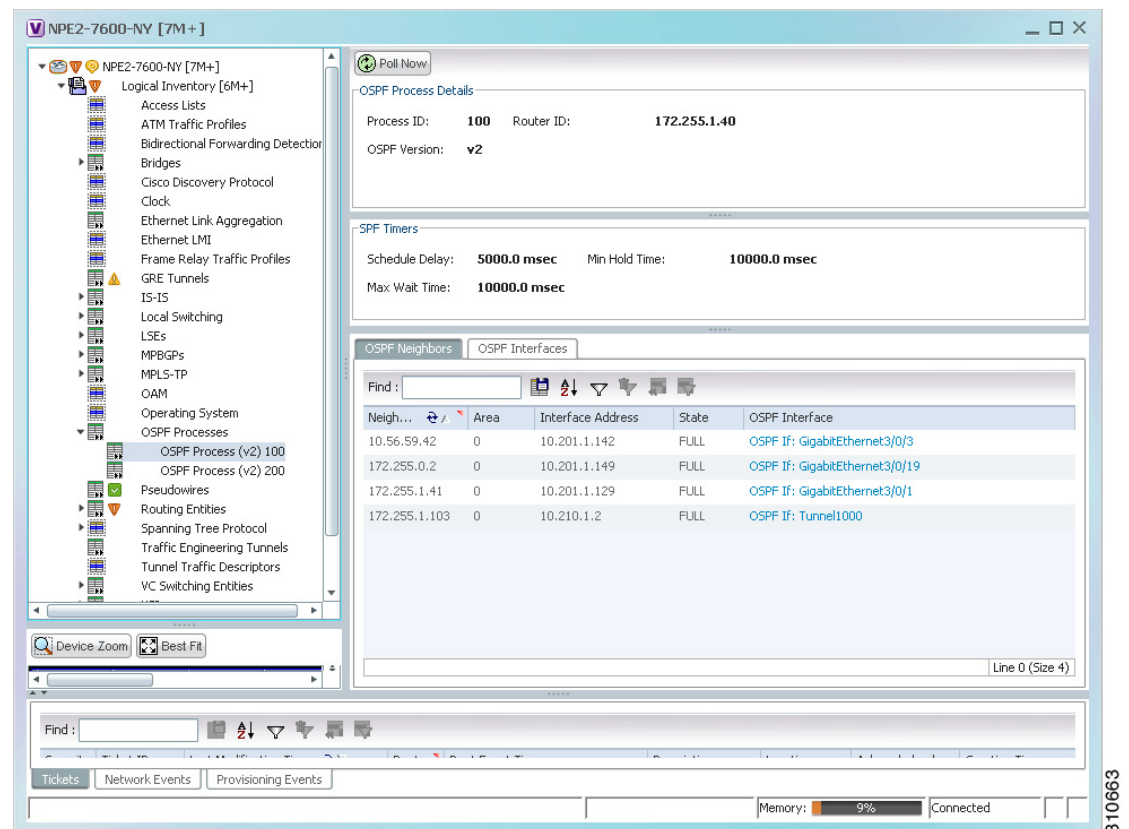 V NPE2-7600-NY [7M+]
NPE2-7600-NY [7M+]
Logical Inventory [6M+]
Access Lists
ATM Traffic Profiles
Bidirectional Forwarding Detection
Bridges
Cisco Discovery Protocol
Clock
Ethernet Link Aggregation
Ethernet LMI
Frame Relay Traffic Profiles
GRE Tunnels
IS-IS
Local Switching
LSEs
MPBGPs
MPLS-TP
OAM
Operating System
OSPF Processes
OSPF Process (v2) 100
OSPF Process (v2) 200
Pseudowires
Routing Entities
Spanning Tree Protocol
Traffic Engineering Tunnels
Tunnel Traffic Descriptors
VC Switching Entities
Device Zoom Best Fit
Poll Now
OSPF Process Details
Process ID: 100 Router ID: 172.255.1.40
OSPF Version: v2
SPF Timers
Schedule Delay: 5000.0 msec Min Hold Time: 10000.0 msec
Max Wait Time: 10000.0 msec
OSPF Neighbors OSPF Interfaces
Find :
Neigh... Area Interface Address State OSPF Interface
10.56.59.42 0 10.201.1.142 FULL OSPF If: GigabitEthernet3/0/3
172.255.0.2 0 10.201.1.149 FULL OSPF If: GigabitEthernet3/0/19
172.255.1.41 0 10.201.1.129 FULL OSPF If: GigabitEthernet3/0/1
172.255.1.103 0 10.210.1.2 FULL OSPF If: Tunnel1000
Line 0 (Size 4)
Find :
Tickets Network Events Provisioning Events
Memory: 9% Connected
310663